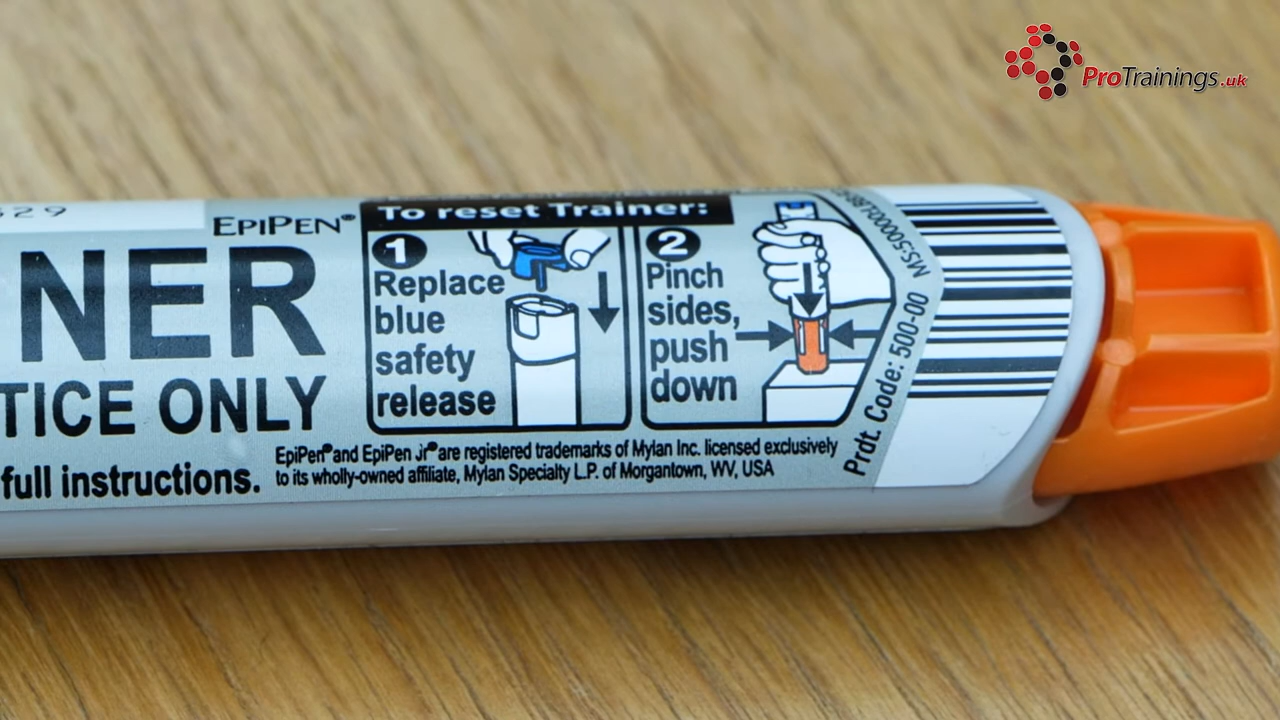 ProTrainings.uk
529
EPIPEN®
NER
TICE ONLY
full instructions.
To reset Trainer:
1
Replace
blue
safety
release
2
Pinch
sides,
push
down
EpiPen® and EpiPen Jr® are registered trademarks of Mylan Inc. licensed exclusively
to its wholly-owned affiliate, Mylan Specialty L.P. of Morgantown, WV, USA
Prdt. Code: 500-00